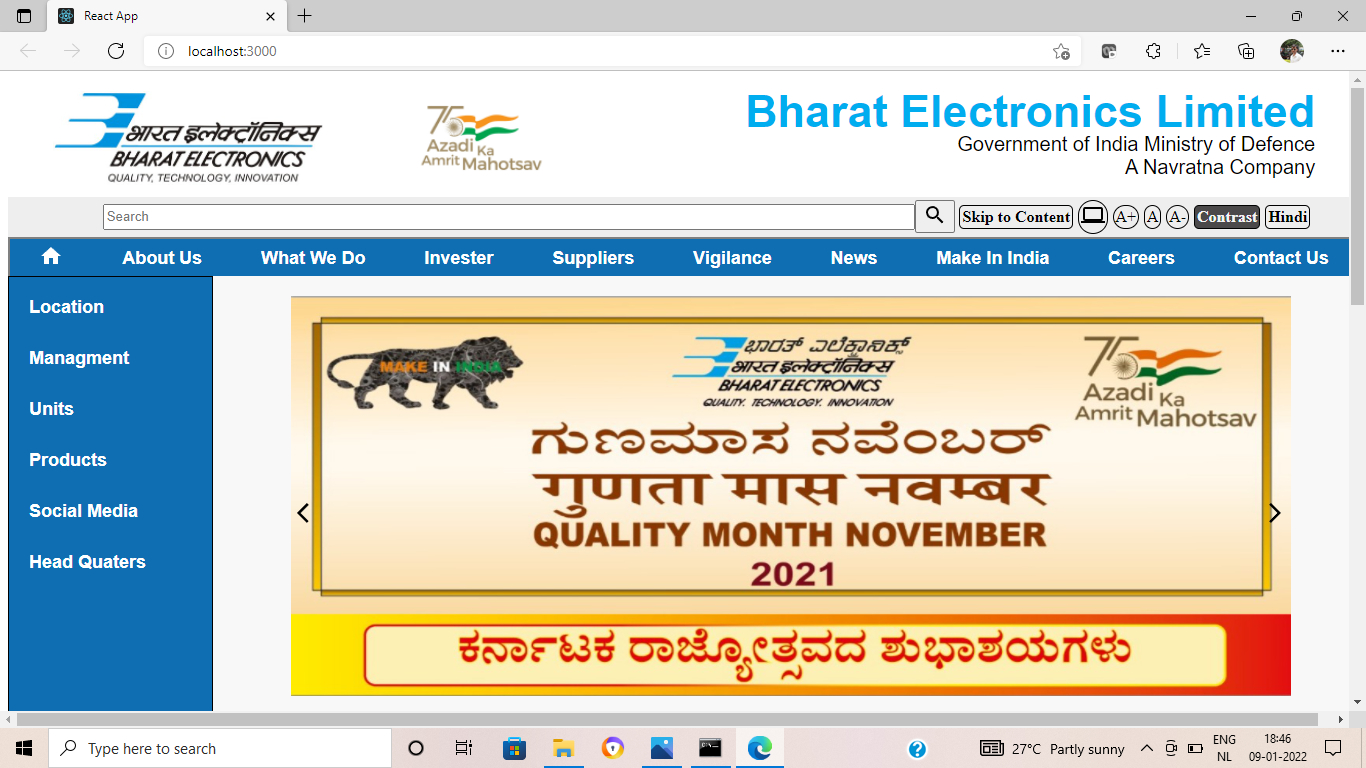 React App
localhost:3000
भारत इलेक्ट्रॉनिक्स
BHARAT ELECTRONICS
QUALITY, TECHNOLOGY, INNOVATION
75
Azadi Ka
Amrit Mahotsav
Bharat Electronics Limited
Government of India Ministry of Defence
A Navratna Company
Search
Skip to Content A+ A A- Contrast Hindi
About Us What We Do Invester Suppliers Vigilance News Make In India Careers Contact Us
Location
Managment
Units
Products
Social Media
Head Quaters
MAKE IN INDIA
ಭಾರತ್ ಎಲೆಕ್ಟ್ರಾನಿಕ್ಸ್
भारत इलेक्ट्रॉनिक्स
BHARAT ELECTRONICS
QUALITY. TECHNOLOGY. INNOVATION
75
Azadi Ka
Amrit Mahotsav
ಗುಣಮಾಸ ನವೆಂಬರ್
गुणता मास नवम्बर
QUALITY MONTH NOVEMBER
2021
ಕರ್ನಾಟಕ ರಾಜ್ಯೋತ್ಸವದ ಶುಭಾಶಯಗಳು
Type here to search
27°C Partly sunny
ENG
NL
18:46
09-01-2022